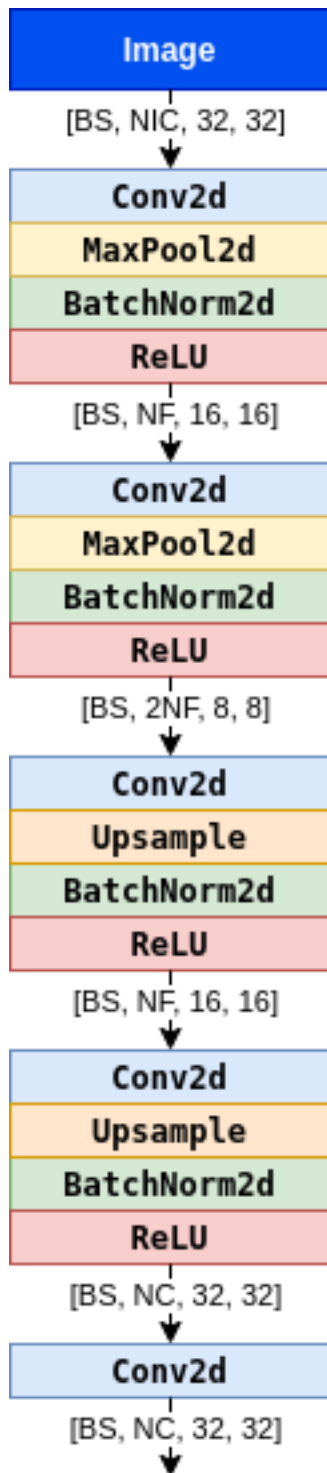 Image
[BS, NIC, 32, 32]
Conv2d
MaxPool2d
BatchNorm2d
ReLU
[BS, NF, 16, 16]
Conv2d
MaxPool2d
BatchNorm2d
ReLU
[BS, 2NF, 8, 8]
Conv2d
Upsample
BatchNorm2d
ReLU
[BS, NF, 16, 16]
Conv2d
Upsample
BatchNorm2d
ReLU
[BS, NC, 32, 32]
Conv2d
[BS, NC, 32, 32]